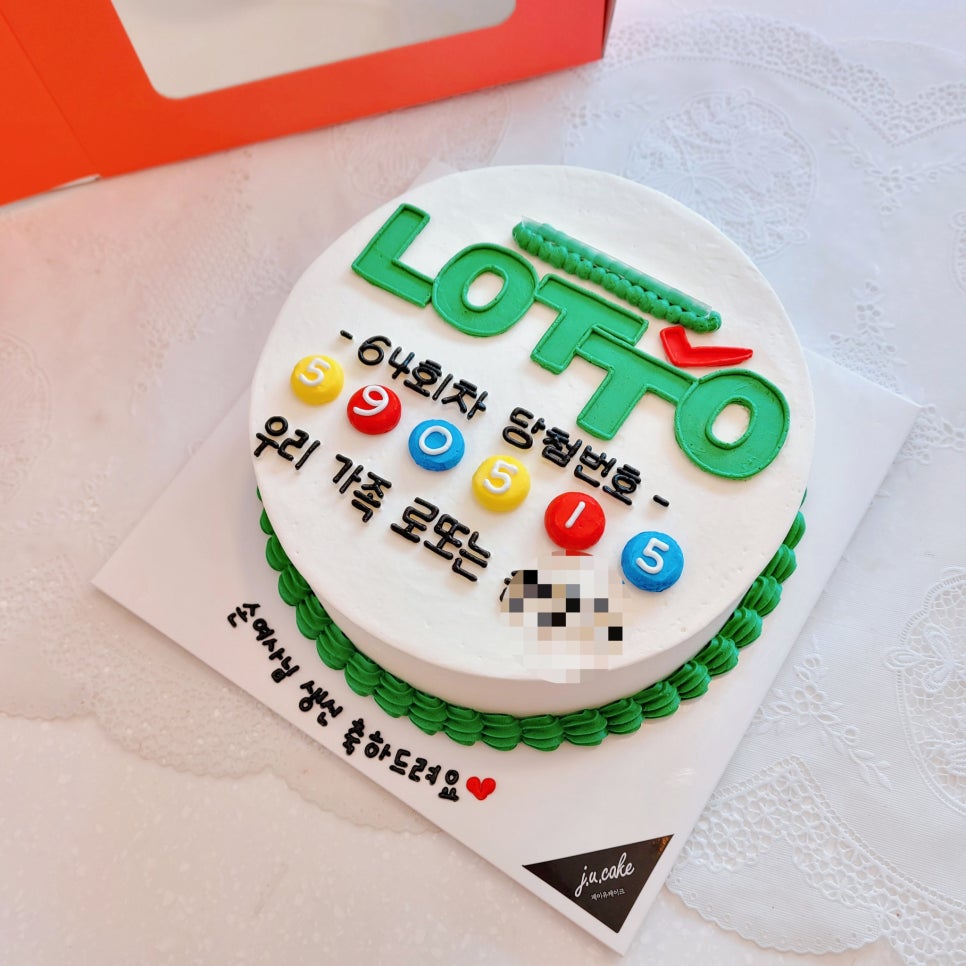 LOTTO
-64회차 당첨번호-
5 9 0 5 1 5
우리 가족 로또는
손여사님 생신 축하드려요
j.u.cake
제이유케이크